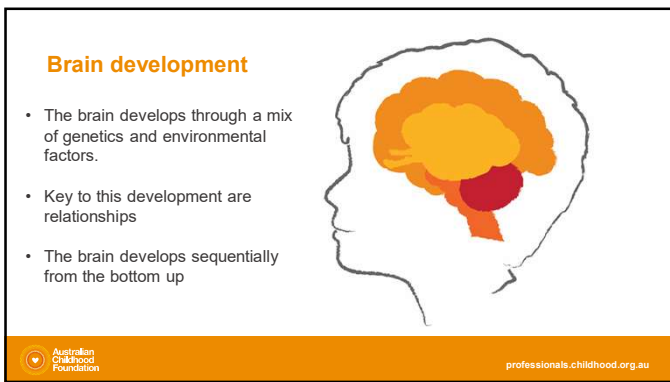 Brain development
• The brain develops through a mix
of genetics and environmental
factors.
• Key to this development are
relationships
• The brain develops sequentially
from the bottom up
Australian
Childhood
Foundation
professionals.childhood.org.au